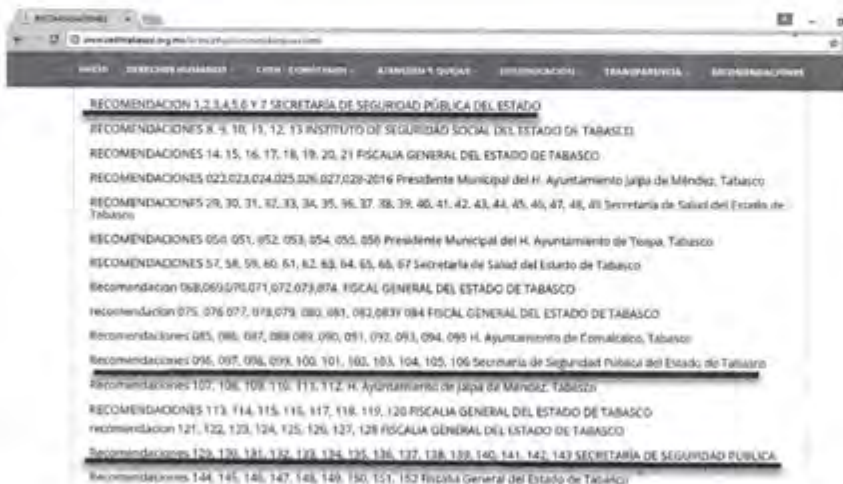 RECOMENDACIONES
INICIO DERECHOS HUMANOS TRANSPARENCIA RECOMENDACIONES
RECOMENDACION 1,2,3,4,5,6 Y 7 SECRETARÍA DE SEGURIDAD PÚBLICA DEL ESTADO
RECOMENDACIONES 8, 9, 10, 11, 12, 13 INSTITUTO DE SEGURIDAD SOCIAL DEL ESTADO DE TABASCO
RECOMENDACIONES 14, 15, 16, 17, 18, 19, 20, 21 FISCALIA GENERAL DEL ESTADO DE TABASCO
RECOMENDACIONES 022,023,024,025,026,027,028-2016 Presidente Municipal del H. Ayuntamiento Jalpa de Méndez, Tabasco
RECOMENDACIONES 29, 30, 31, 32, 33, 34, 35, 36, 37, 38, 39, 40, 41, 42, 43, 44, 45, 46, 47, 48, 49 Secretaría de Salud del Estado de
Tabasco
RECOMENDACIONES 050, 051, 052, 053, 054, 055, 056 Presidente Municipal del H. Ayuntamiento de Teapa, Tabasco
RECOMENDACIONES 57, 58, 59, 60, 61, 62, 63, 64, 65, 66, 67 Secretaría de Salud del Estado de Tabasco
Recomendacion 068,069,070,071,072,073,074. FISCAL GENERAL DEL ESTADO DE TABASCO
recomendacion 075, 076,077, 078,079, 080, 081, 082,083Y 084 FISCAL GENERAL DEL ESTADO DE TABASCO
Recomendaciones 085, 086, 087, 088 089, 090, 091, 092, 093, 094, 095 H. Ayuntamiento de Comalcalco, Tabasco
Recomendaciones 096, 097, 098, 099, 100, 101, 102, 103, 104, 105, 106 Secretaría de Seguridad Pública del Estado de Tabasco
Recomendaciones 107, 108, 109, 110, 111, 112. H. Ayuntamiento de Jalpa de Méndez, Tabasco
RECOMENDACIONES 113, 114, 115, 116, 117, 118, 119, 120 FISCALIA GENERAL DEL ESTADO DE TABASCO
recomendacion 121, 122, 123, 124, 125, 126, 127, 128 FISCALIA GENERAL DEL ESTADO DE TABASCO
Recomendaciones 129, 130, 131, 132, 133, 134, 135, 136, 137, 138, 139, 140, 141, 142, 143 SECRETARÍA DE SEGURIDAD PUBLICA
Recomendaciones 144, 145, 146, 147, 148, 149, 150, 151, 152 Fiscalia General del Estado de Tabasco